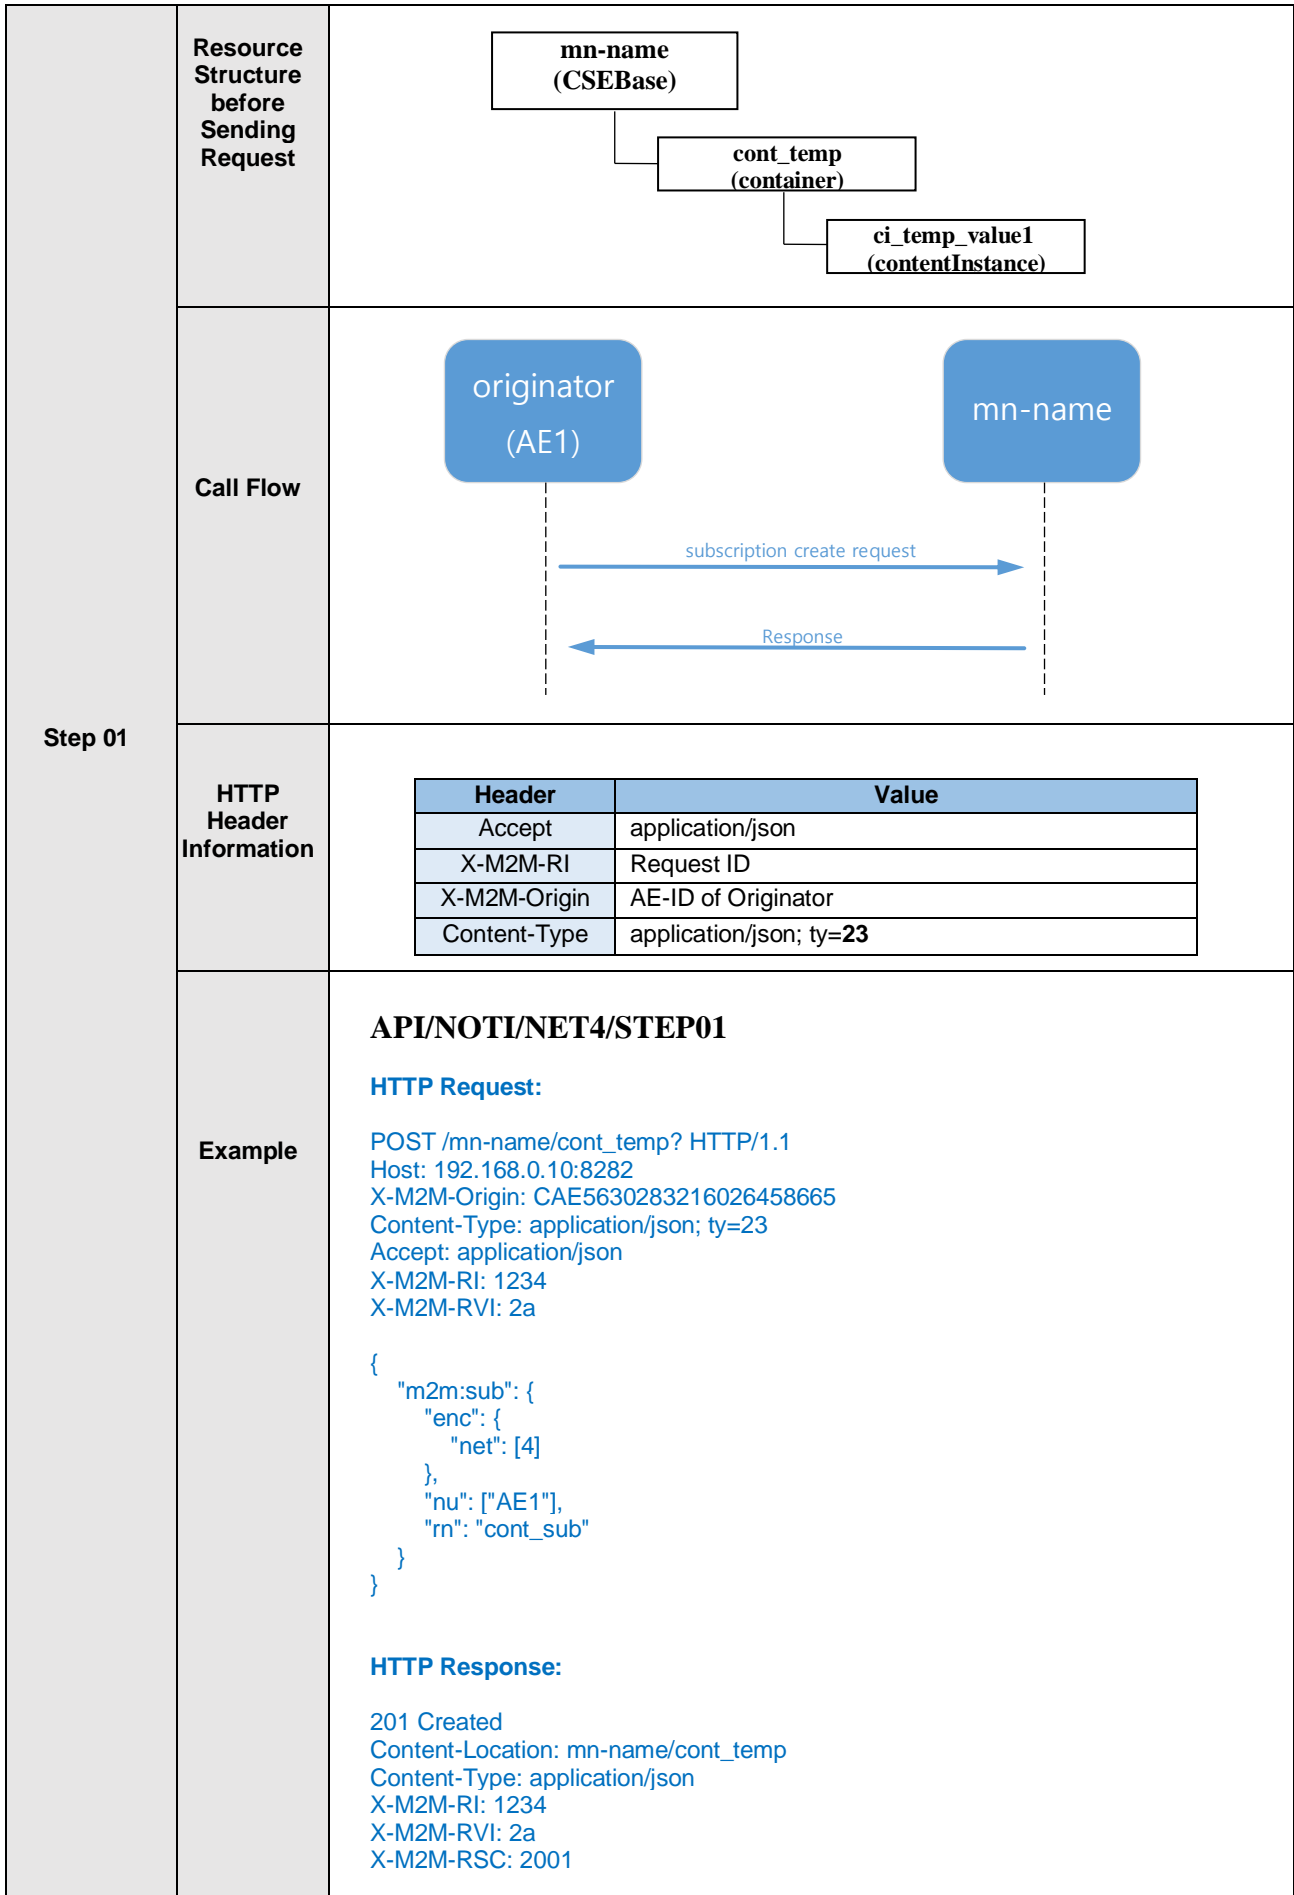 Step 01
Resource
Structure
before
Sending
Request
mn-name
(CSEBase)
cont_temp
(container)
ci_temp_value1
(contentInstance)
Call Flow
originator
(AE1)
mn-name
subscription create request
Response
HTTP
Header
Information
Header Value
Accept application/json
X-M2M-RI Request ID
X-M2M-Origin AE-ID of Originator
Content-Type application/json; ty=23
Example
API/NOTI/NET4/STEP01
HTTP Request:
POST /mn-name/cont_temp? HTTP/1.1
Host: 192.168.0.10:8282
X-M2M-Origin: CAE5630283216026458665
Content-Type: application/json; ty=23
Accept: application/json
X-M2M-RI: 1234
X-M2M-RVI: 2a
{
"m2m:sub": {
"enc": {
"net": [4]
},
"nu": ["AE1"],
"rn": "cont_sub"
}
}
HTTP Response:
201 Created
Content-Location: mn-name/cont_temp
Content-Type: application/json
X-M2M-RI: 1234
X-M2M-RVI: 2a
X-M2M-RSC: 2001